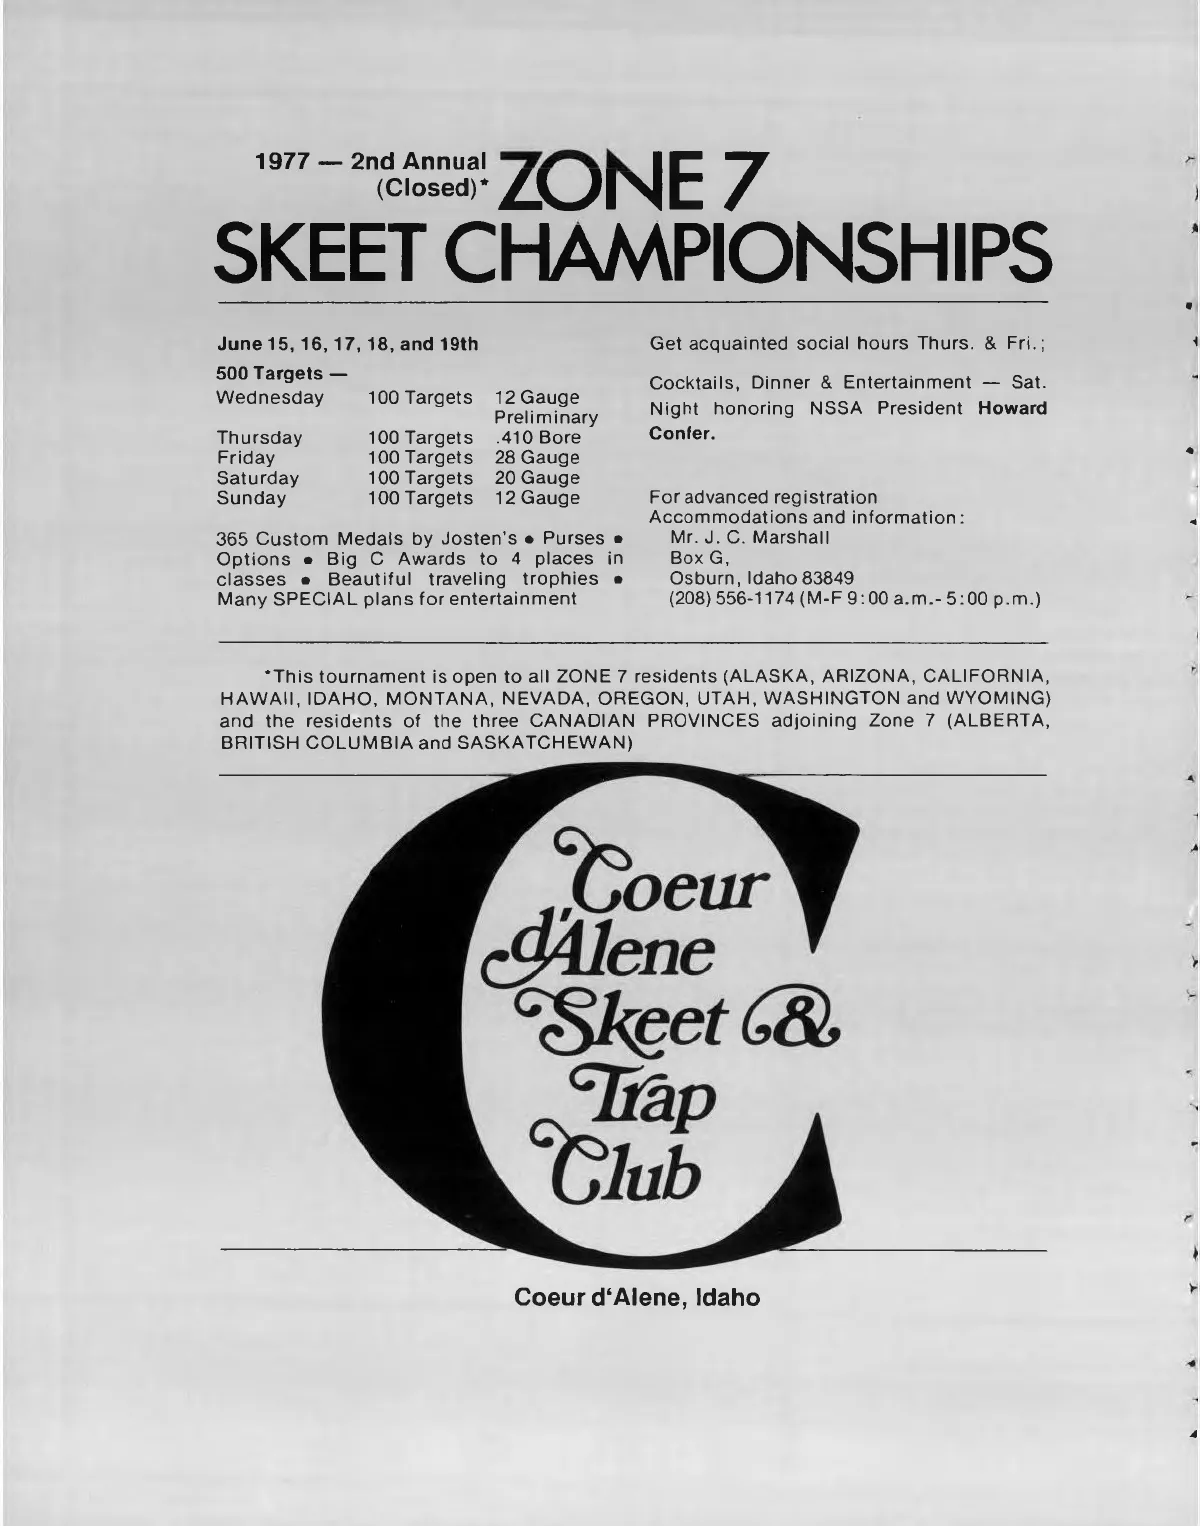 1977 — 2nd Annual
(Closed)*
ZONE 7
SKEET CHAMPIONSHIPS
June 15, 16, 17, 18, and 19th
500 Targets —
Wednesday 100 Targets 12 Gauge
Preliminary
Thursday 100 Targets .410 Bore
Friday 100 Targets 28 Gauge
Saturday 100 Targets 20 Gauge
Sunday 100 Targets 12 Gauge
365 Custom Medals by Josten's • Purses •
Options • Big C Awards to 4 places in
classes • Beautiful traveling trophies •
Many SPECIAL plans for entertainment
Get acquainted social hours Thurs. & Fri.;
Cocktails, Dinner & Entertainment — Sat.
Night honoring NSSA President Howard
Confer.
For advanced registration
Accommodations and information:
Mr. J. C. Marshall
Box G,
Osburn, Idaho 83849
(208) 556-1174 (M-F 9:00 a.m.- 5:00 p.m.)
*This tournament is open to all ZONE 7 residents (ALASKA, ARIZONA, CALIFORNIA,
HAWAII, IDAHO, MONTANA, NEVADA, OREGON, UTAH, WASHINGTON and WYOMING)
and the residents of the three CANADIAN PROVINCES adjoining Zone 7 (ALBERTA,
BRITISH COLUMBIA and SASKATCHEWAN)
C
Coeur
d'Alene
Skeet &
Trap
Club
Coeur d'Alene, Idaho